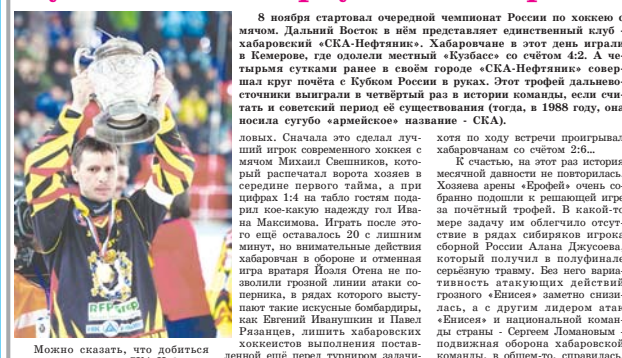 8 ноября стартовал очередной чемпионат России по хоккею с
мячом. Дальний Восток в нём представляет единственный клуб -
хабаровский «СКА-Нефтяник». Хабаровчане в этот день играли
в Кемерове, где одолели местный «Кузбасс» со счётом 4:2. А че-
тырьмя сутками ранее в своём городе «СКА-Нефтяник» совер-
шал круг почёта с Кубком России в руках. Этот трофей дальнево-
сточники выиграли в четвёртый раз в истории команды, если счи-
тать и советский период её существования (тогда, в 1988 году, она
носила сугубо «армейское» название - СКА).
ловых. Сначала это сделал луч-
ший игрок современного хоккея с
мячом Михаил Свешников, кото-
рый распечатал ворота хозяев в
середине первого тайма, а при
цифрах 1:4 на табло гостям пода-
рил кое-какую надежду гол Ива-
на Максимова. Играть после это-
го ещё оставалось 20 с лишним
минут, но внимательные действия
хабаровчан в обороне и отменная
игра вратаря Йоэля Отена не по-
зволили грозной линии атаки со-
перника, в рядах которого высту-
пают такие искусные бомбардиры,
как Евгений Иванушкин и Павел
Рязанцев, лишить хабаровских
хоккеистов выполнения постав-
ленной ещё перед турниром задачи
хотя по ходу встречи проигрывал
хабаровчанам со счётом 2:6...
К счастью, на этот раз история
месячной давности не повторилась.
Хозяева арены «Ерофей» очень со-
бранно подошли к решающей игре
за почётный трофей. В какой-то
мере задачу им облегчило отсут-
ствие в рядах сибиряков игрока
сборной России Алана Джусоева,
который получил в полуфинале
серьёзную травму. Без него вариа-
тивность атакующих действий
грозного «Енисея» заметно снизи-
лась, а с другим лидером атак
«Енисея» и национальной коман-
ды страны - Сергеем Ломановым -
подвижная оборона хабаровской
команды, в общем-то, справилась.
Можно сказать, что добиться